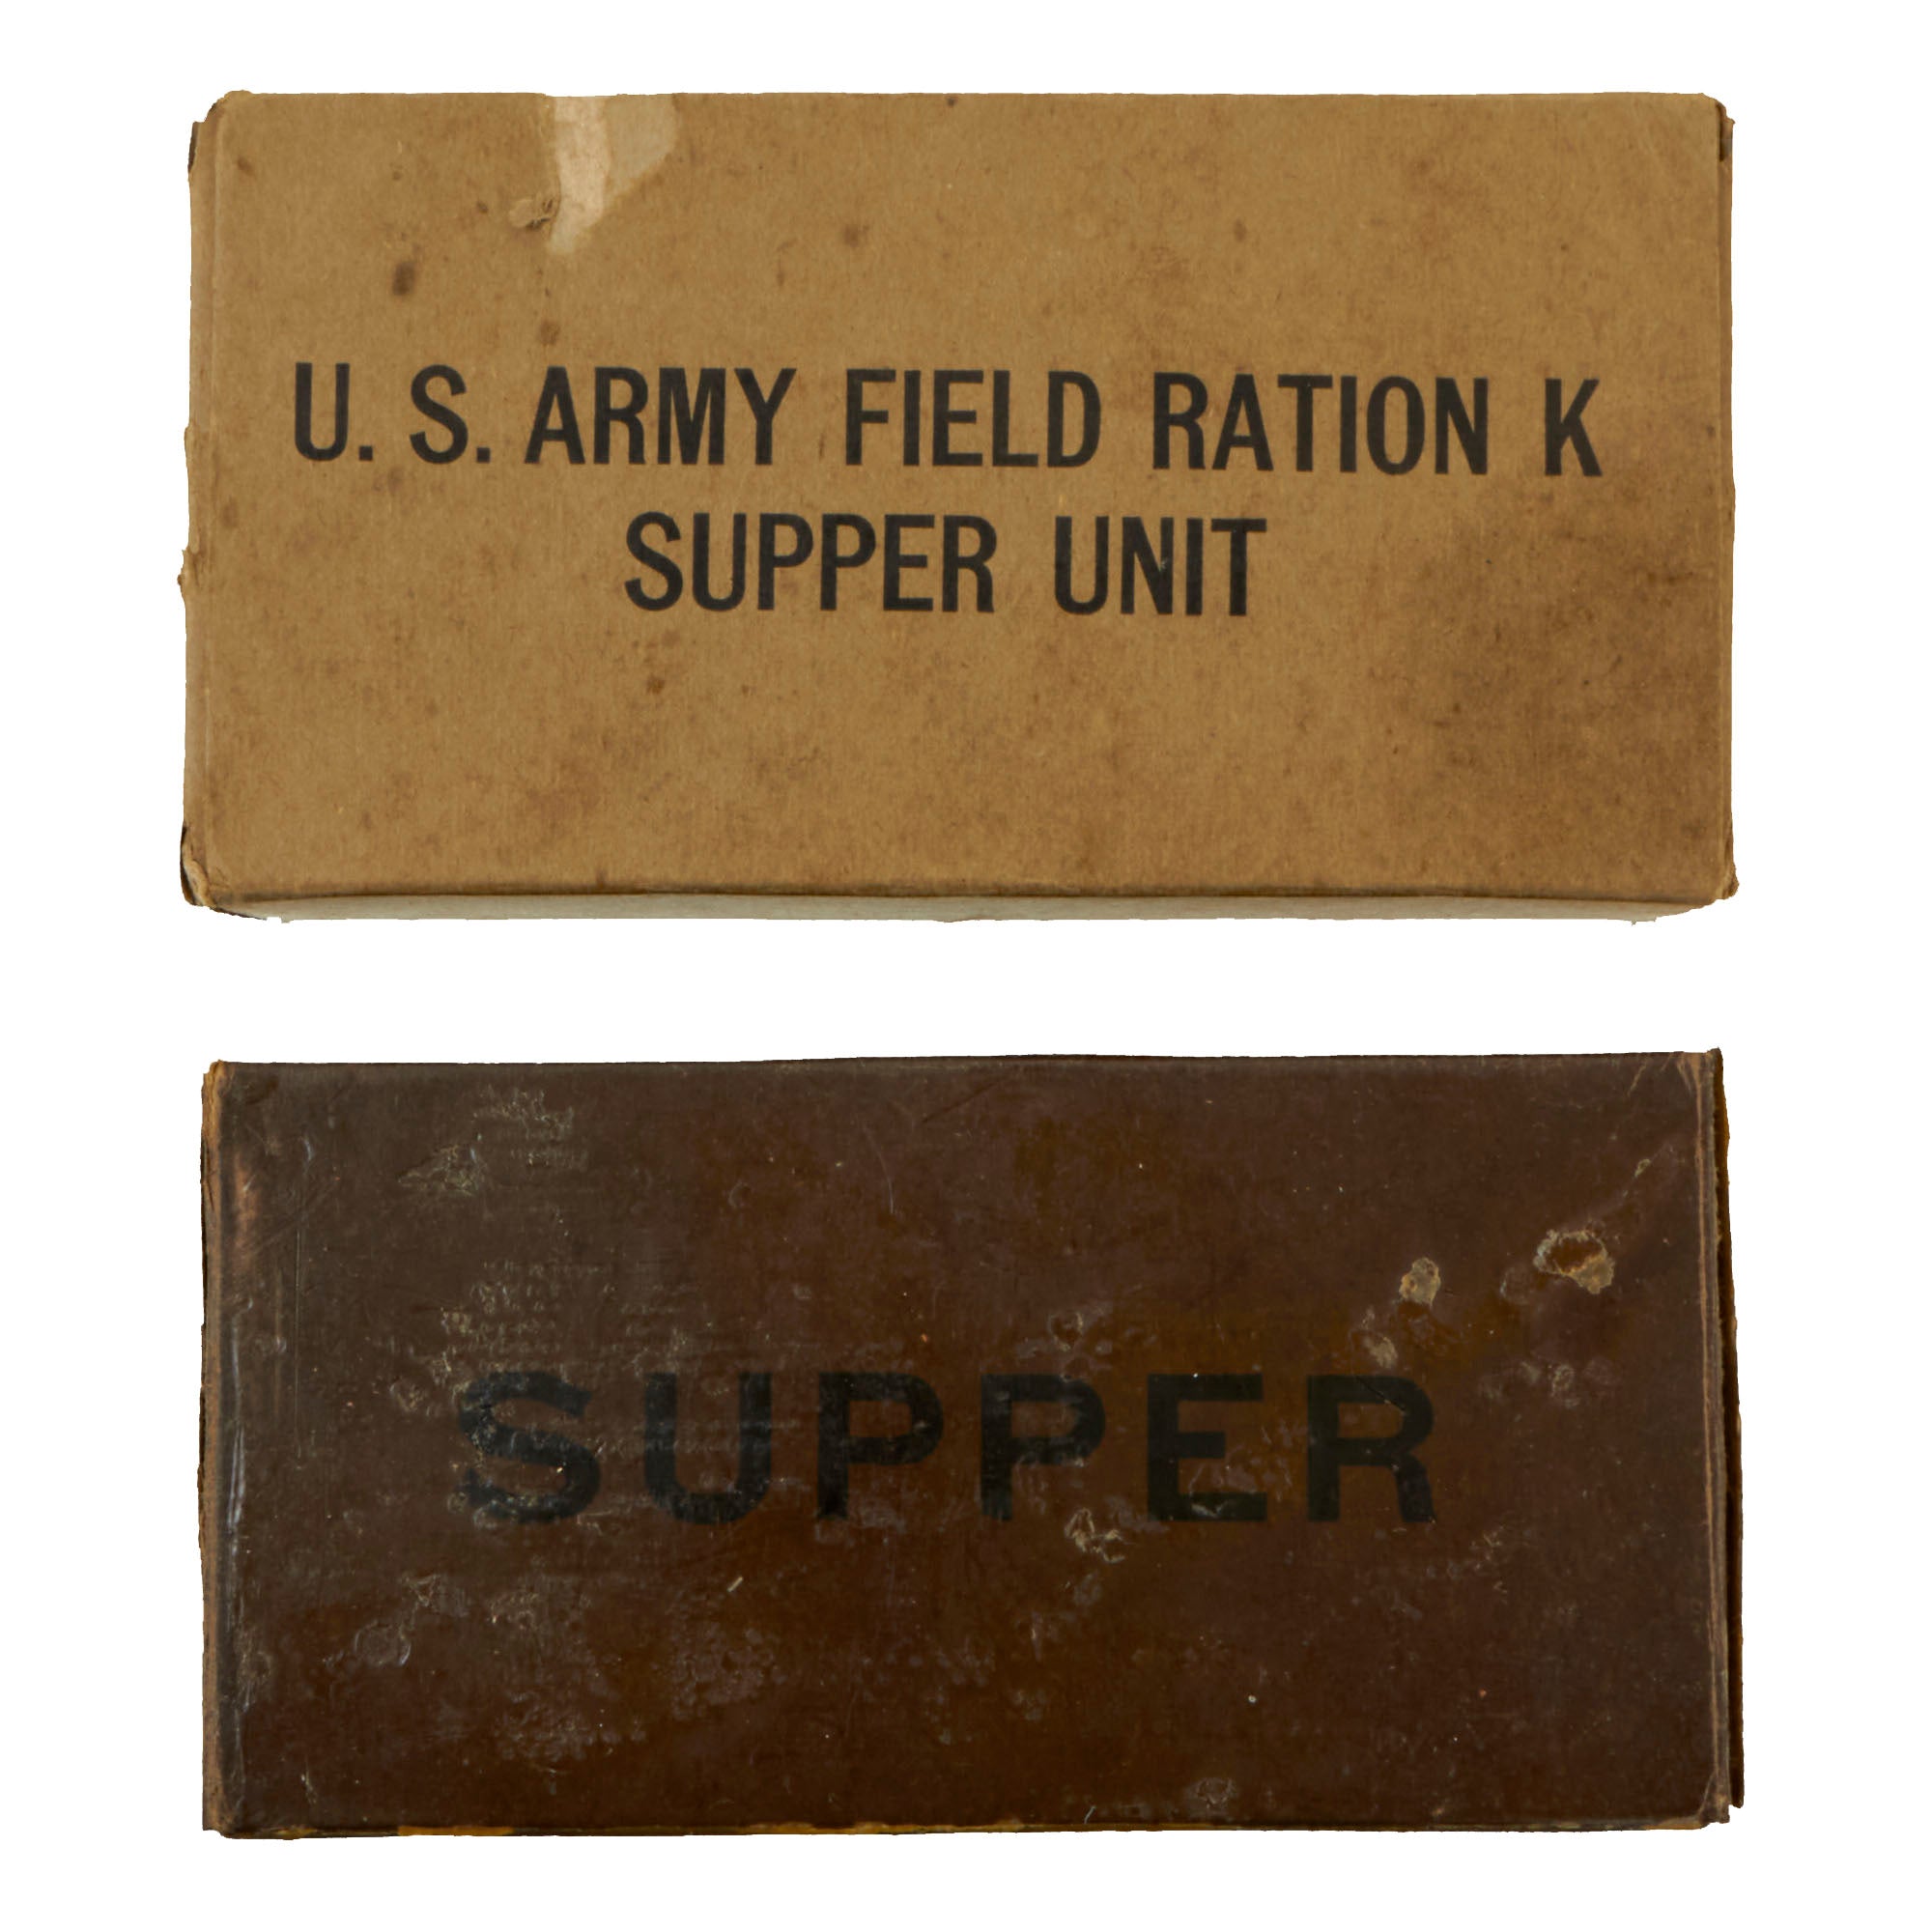 U. S. ARMY FIELD RATION K
SUPPER UNIT
SUPPER